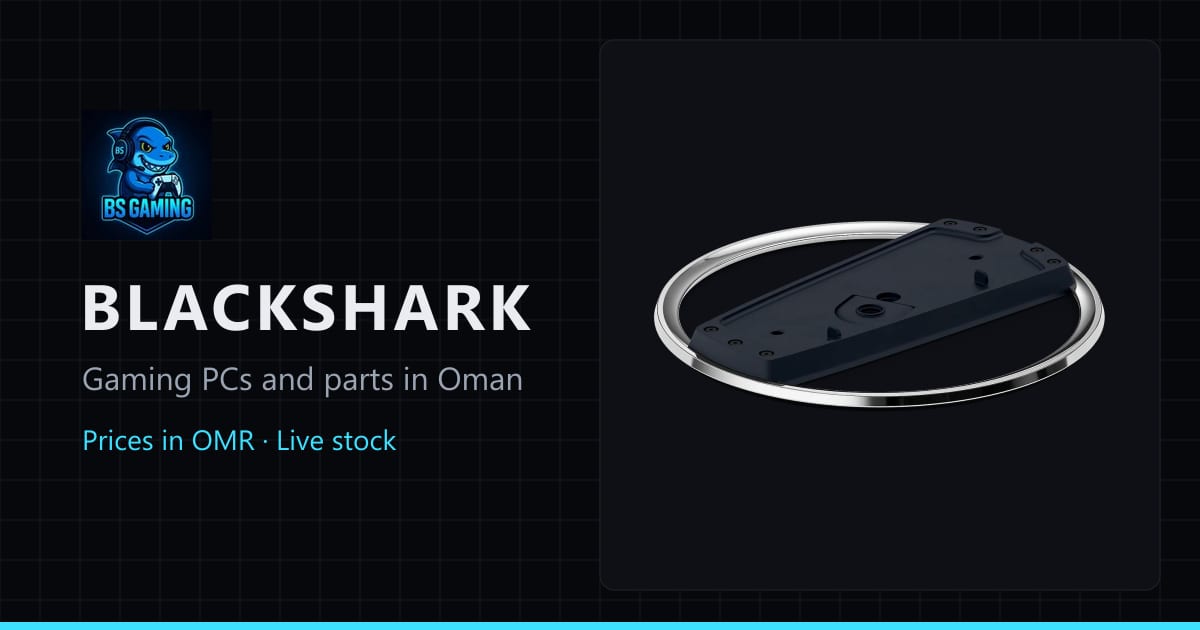 BS
BS GAMING
BLACKSHARK
Gaming PCs and parts in Oman
Prices in OMR · Live stock